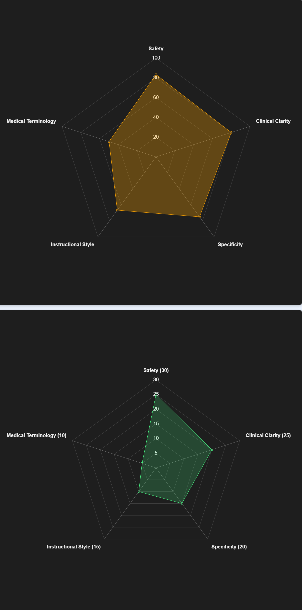 Safety
100
80
60
40
20
Medical Terminology
Clinical Clarity
Instructional Style
Specificity
Safety (30)
30
25
20
15
10
5
Medical Terminology (10)
Clinical Clarity (25)
Instructional Style (15)
Specificity (20)